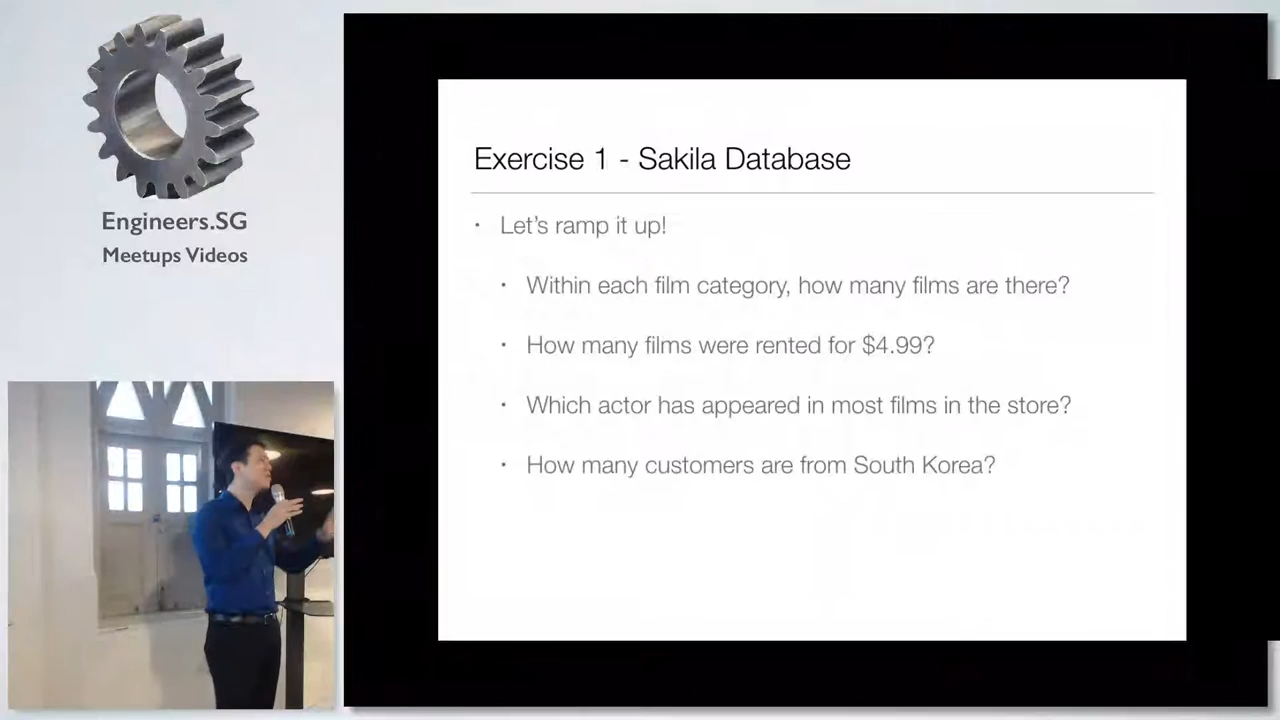 Engineers.SG
Meetups Videos
Exercise 1 - Sakila Database
• Let's ramp it up!
• Within each film category, how many films are there?
• How many films were rented for $4.99?
• Which actor has appeared in most films in the store?
• How many customers are from South Korea?